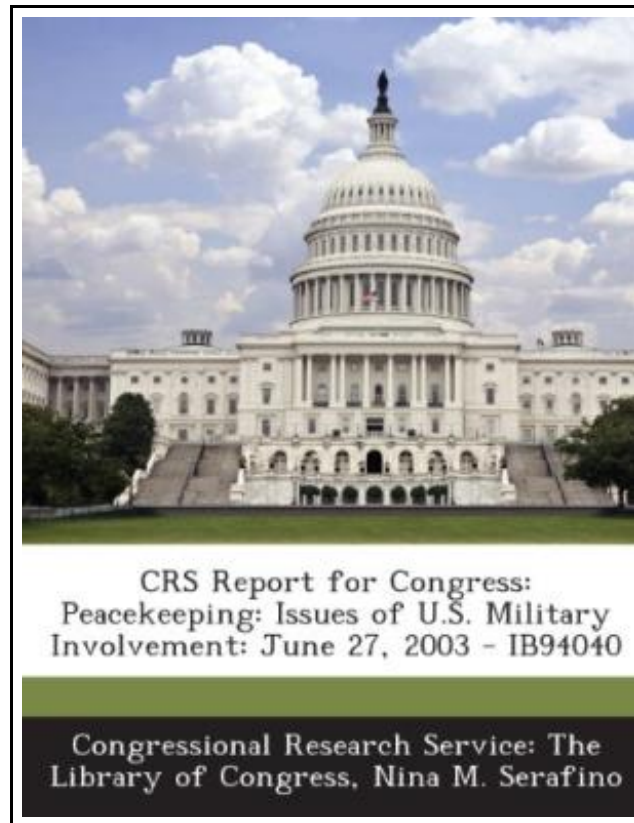 CRS Report for Congress:
Peacekeeping: Issues of U.S. Military
Involvement: June 27, 2003 - IB94040
Congressional Research Service: The
Library of Congress, Nina M. Serafino